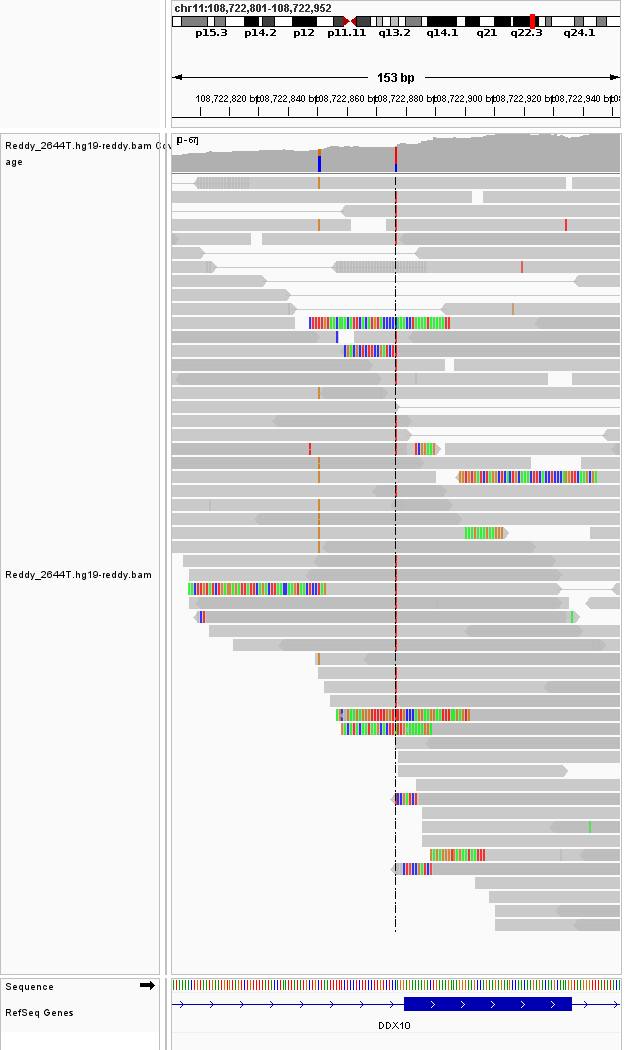 chr11:108,722,801-108,722,952
p15.3 p14.2 p12 p11.11 q13.2 q14.1 q21 q22.3 q24.1
153 bp
108,722,820 bp 108,722,840 bp 108,722,860 bp 108,722,880 bp 108,722,900 bp 108,722,920 bp 108,722,940 bp
Reddy_2644T.hg19-reddy.bam Cov
age
[0 - 67]
Reddy_2644T.hg19-reddy.bam
Sequence
RefSeq Genes
DDX10